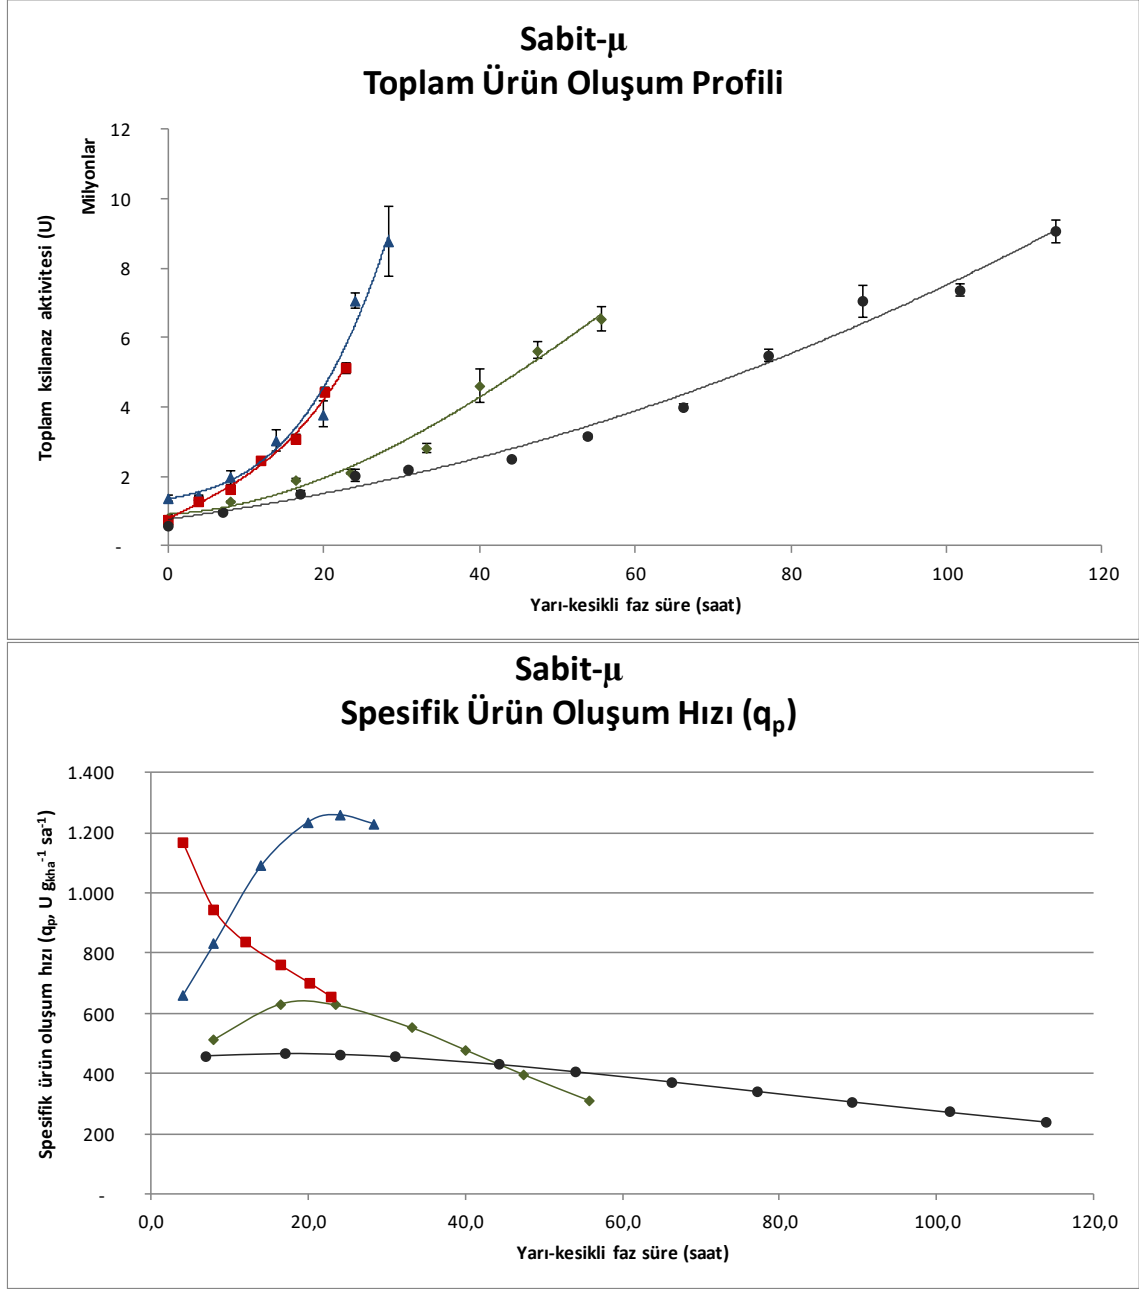 Sabit-μ
Toplam Ürün Oluşum Profili
Toplam ksilanaz aktivitesi (U)
Milyonlar
12
10
8
6
4
2
-
0 20 40 60 80 100 120
Yarı-kesikli faz süre (saat)
Sabit-μ
Spesifik Ürün Oluşum Hızı (qp)
Spesifik ürün oluşum hızı (qp, U gkha-1 sa-1)
1.400
1.200
1.000
800
600
400
200
-
0,0 20,0 40,0 60,0 80,0 100,0 120,0
Yarı-kesikli faz süre (saat)